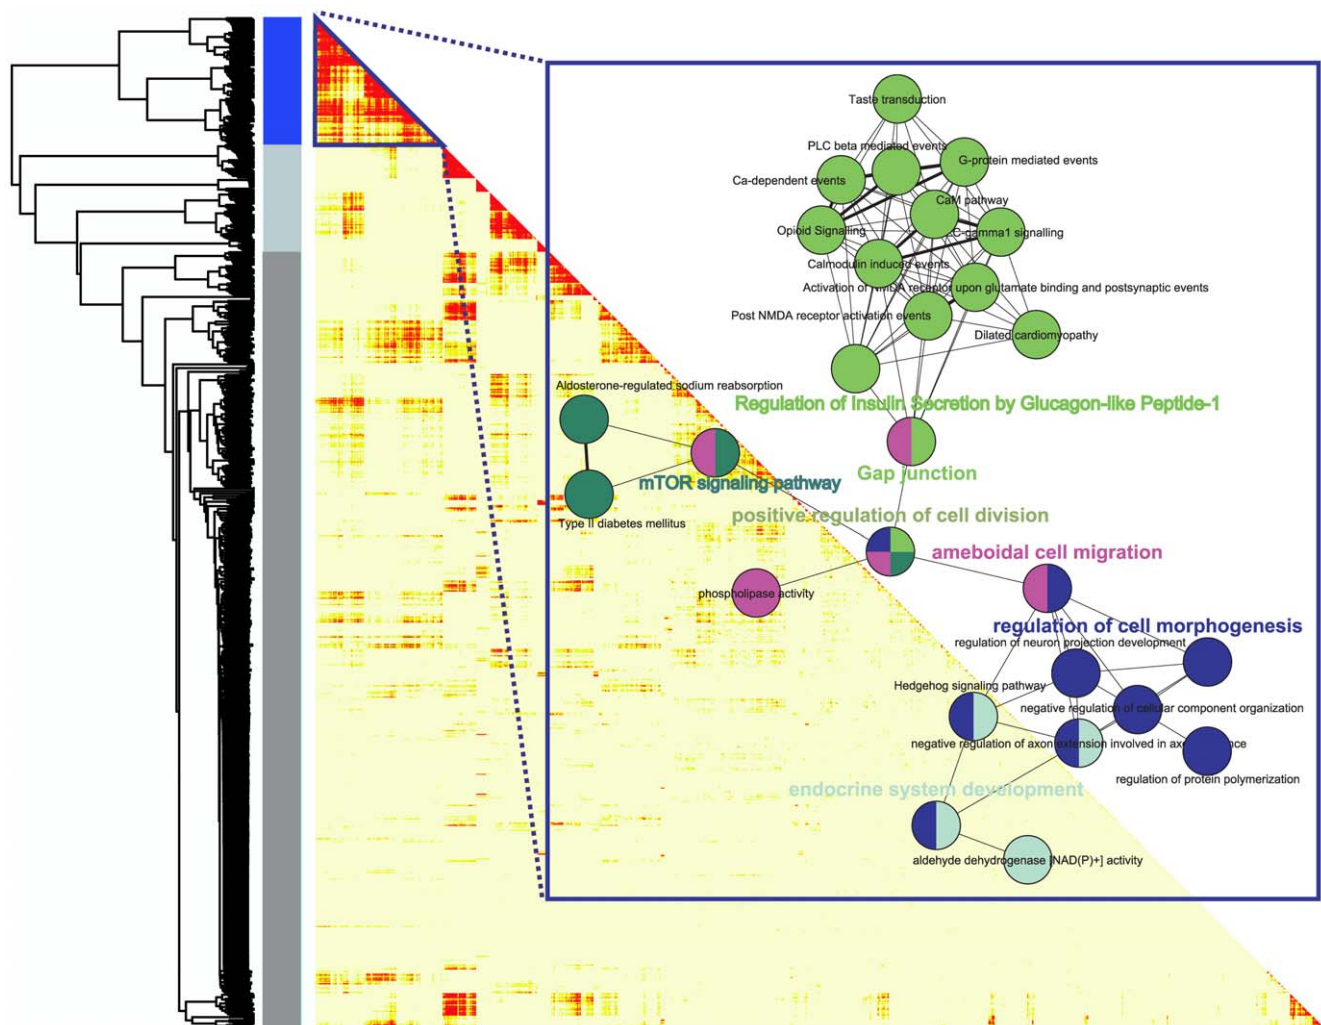 Taste transduction
PLC beta mediated events
G-protein mediated events
Ca-dependent events
CaM pathway
Opioid Signalling
C-gamma1 signalling
Calmodulin induced events
Activation of NMDA receptor upon glutamate binding and postsynaptic events
Post NMDA receptor activation events
Dilated cardiomyopathy
Aldosterone-regulated sodium reabsorption
Regulation of Insulin Secretion by Glucagon-like Peptide-1
Gap junction
mTOR signaling pathway
positive regulation of cell division
Type II diabetes mellitus
ameboidal cell migration
phospholipase activity
regulation of cell morphogenesis
regulation of neuron projection development
Hedgehog signaling pathway
negative regulation of cellular component organization
negative regulation of axon extension involved in
regulation of protein polymerization
endocrine system development
aldehyde dehydrogenase [NAD(P)+] activity